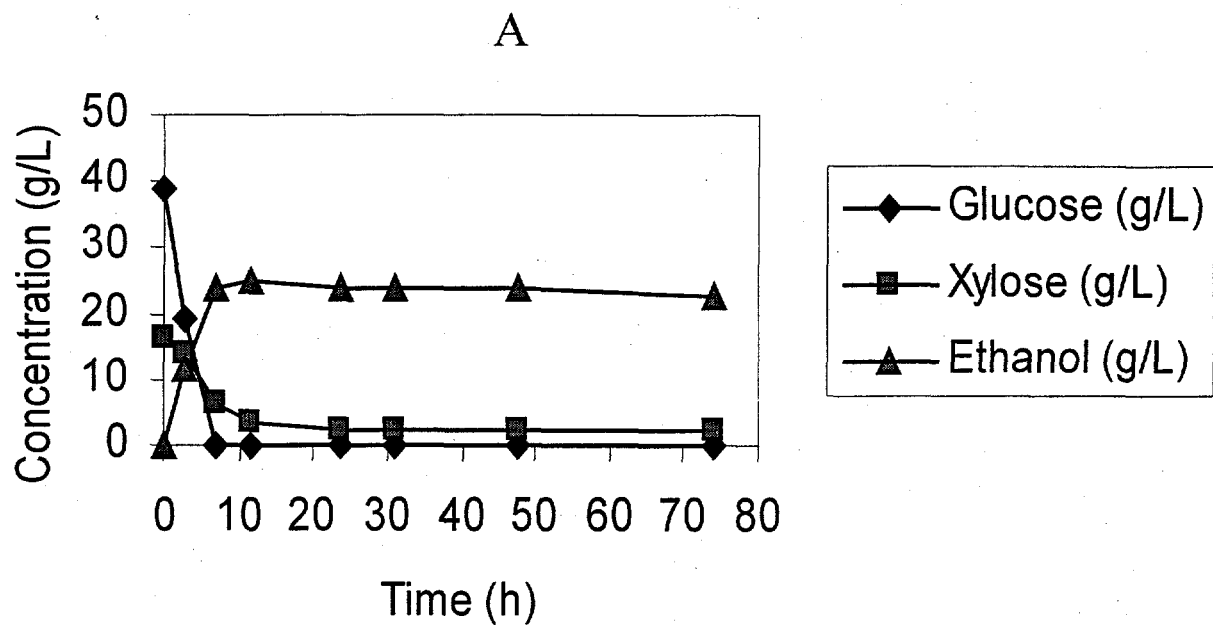 A
50
40
30
20
10
0
Concentration (g/L)
0 10 20 30 40 50 60 70 80
Time (h)
Glucose (g/L)
Xylose (g/L)
Ethanol (g/L)